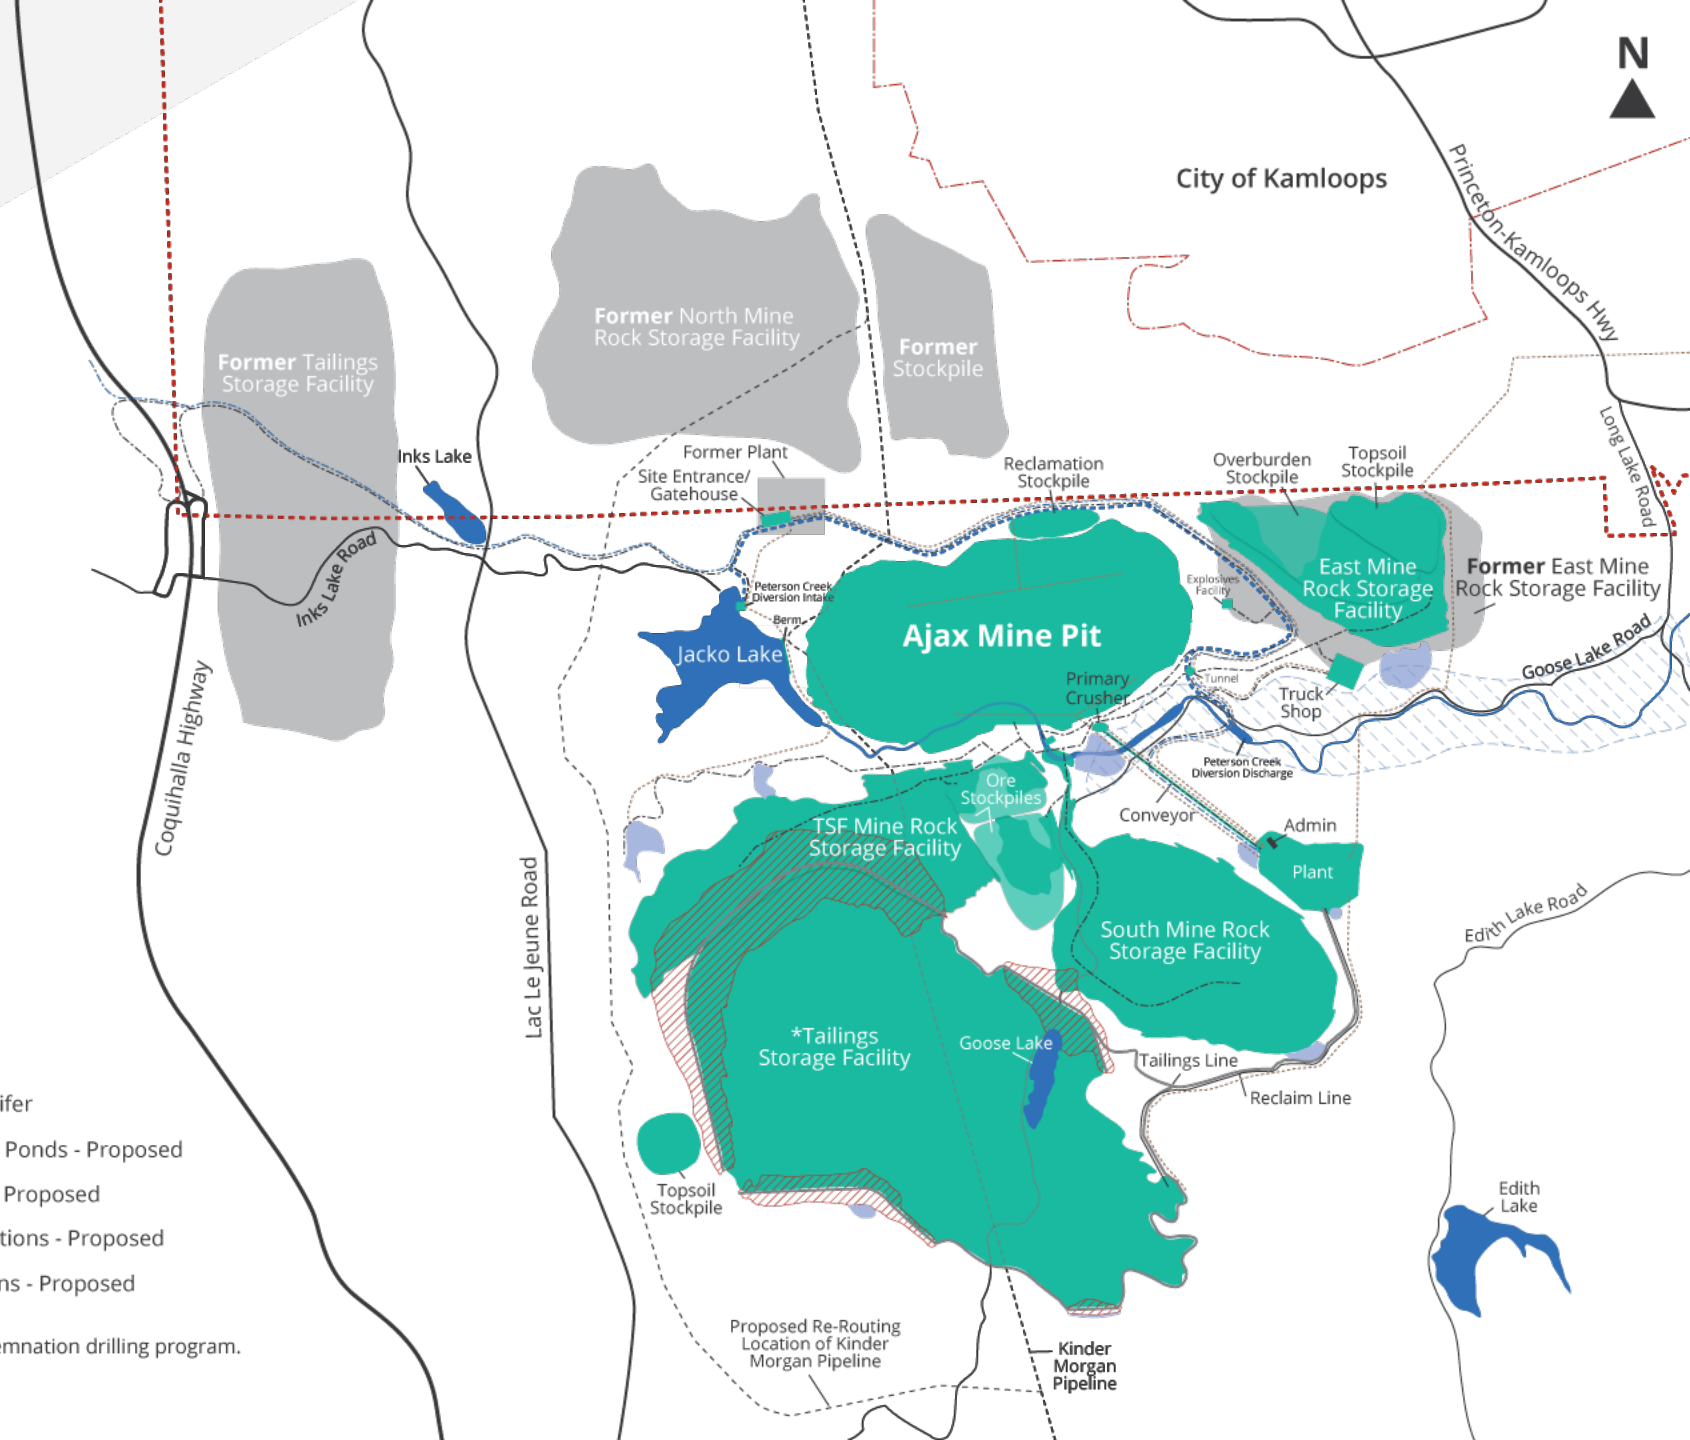 N
City of Kamloops
Princeton-Kamloops Hwy
Former North Mine
Rock Storage Facility
Former
Stockpile
Former Tailings
Storage Facility
Long Lake Road
Inks Lake
Former Plant
Site Entrance/
Gatehouse
Reclamation
Stockpile
Overburden
Stockpile
Topsoil
Stockpile
Inks Lake Road
East Mine
Rock Storage
Facility
Former East Mine
Rock Storage Facility
Explosives
Facility
Peterson Creek
Diversion Intake
Berm
Ajax Mine Pit
Jacko Lake
Goose Lake Road
Primary
Crusher
Tunnel
Truck
Shop
Coquihalla Highway
Peterson Creek
Diversion Discharge
Ore
Stockpiles
Conveyor
TSF Mine Rock
Storage Facility
Admin
Plant
Lac Le Jeune Road
South Mine Rock
Storage Facility
Edith Lake Road
*Tailings
Storage Facility
Goose Lake
Tailings Line
Reclaim Line
ifer
Ponds - Proposed
Proposed
tions - Proposed
ns - Proposed
emnation drilling program.
Topsoil
Stockpile
Edith
Lake
Proposed Re-Routing
Location of Kinder
Morgan Pipeline
Kinder
Morgan
Pipeline